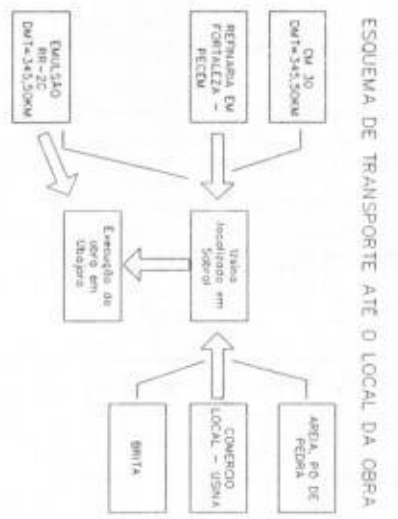 ESQUEMA DE TRANSPORTE ATÉ O LOCAL DA OBRA
CM 30
DMT=345,50KM
REFINARIA EM
FORTALEZA –
PECÉM
EMULSÃO
RR-2C
DMT=345,50KM
Usina
localizada em
Sobral
Execução da
obra em
Ubajara
AREIA, PÓ DE
PEDRA
COMERCIO
LOCAL – USINA
BRITA